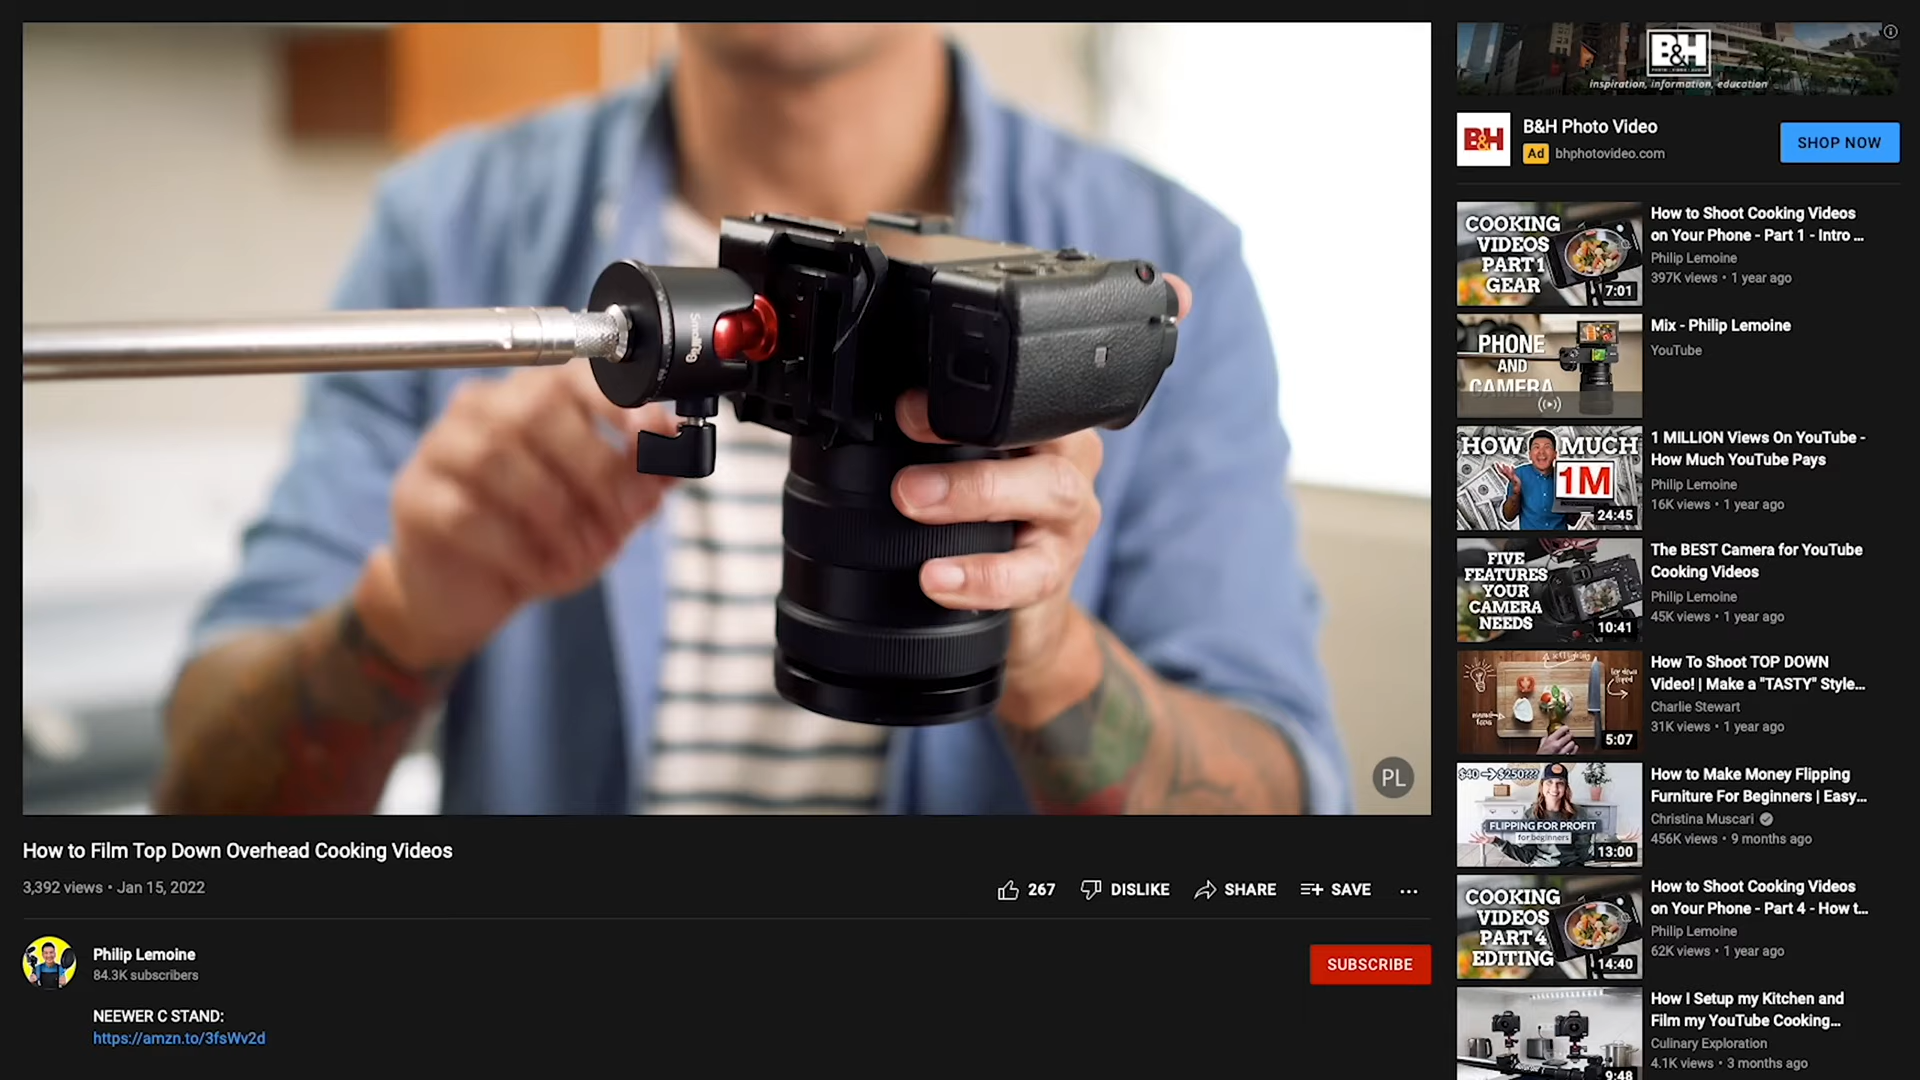 SmallRig
PL
How to Film Top Down Overhead Cooking Videos
3,392 views • Jan 15, 2022
267
DISLIKE
SHARE
SAVE
Philip Lemoine
84.3K subscribers
SUBSCRIBE
NEEWER C STAND:
https://amzn.to/3fsWv2d
B&H
PHOTO • VIDEO • AUDIO
inspiration, information, education
B&H
B&H Photo Video
Ad bhphotovideo.com
SHOP NOW
COOKING
VIDEOS
PART 1
GEAR
7:01
How to Shoot Cooking Videos
on Your Phone - Part 1 - Intro ...
Philip Lemoine
397K views • 1 year ago
PHONE
AND
CAMERA
Mix - Philip Lemoine
YouTube
HOW MUCH
1M
24:45
1 MILLION Views On YouTube -
How Much YouTube Pays
Philip Lemoine
16K views • 1 year ago
FIVE
FEATURES
YOUR
CAMERA
NEEDS
10:41
The BEST Camera for YouTube
Cooking Videos
Philip Lemoine
45K views • 1 year ago
5:07
How To Shoot TOP DOWN
Video! | Make a "TASTY" Style...
Charlie Stewart
31K views • 1 year ago
$40 → $250???
FLIPPING FOR PROFIT
for beginners
13:00
How to Make Money Flipping
Furniture For Beginners | Easy...
Christina Muscari
456K views • 9 months ago
COOKING
VIDEOS
PART 4
EDITING
14:40
How to Shoot Cooking Videos
on Your Phone - Part 4 - How t...
Philip Lemoine
62K views • 1 year ago
9:48
How I Setup my Kitchen and
Film my YouTube Cooking...
Culinary Exploration
4.1K views • 3 months ago